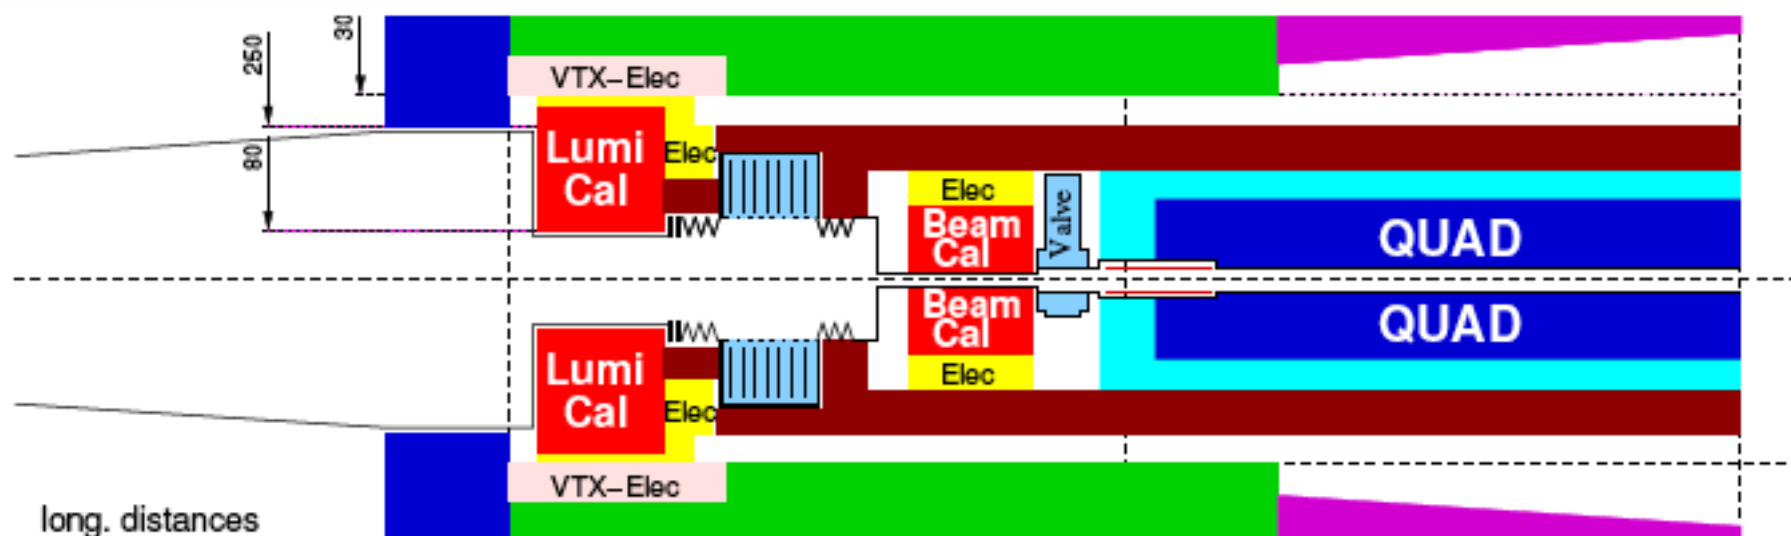 250
30
VTX–Elec
80
Lumi
Cal
Elec
Elec
Beam
Cal
Valve
QUAD
Beam
Cal
Elec
QUAD
Lumi
Cal
Elec
VTX–Elec
long. distances